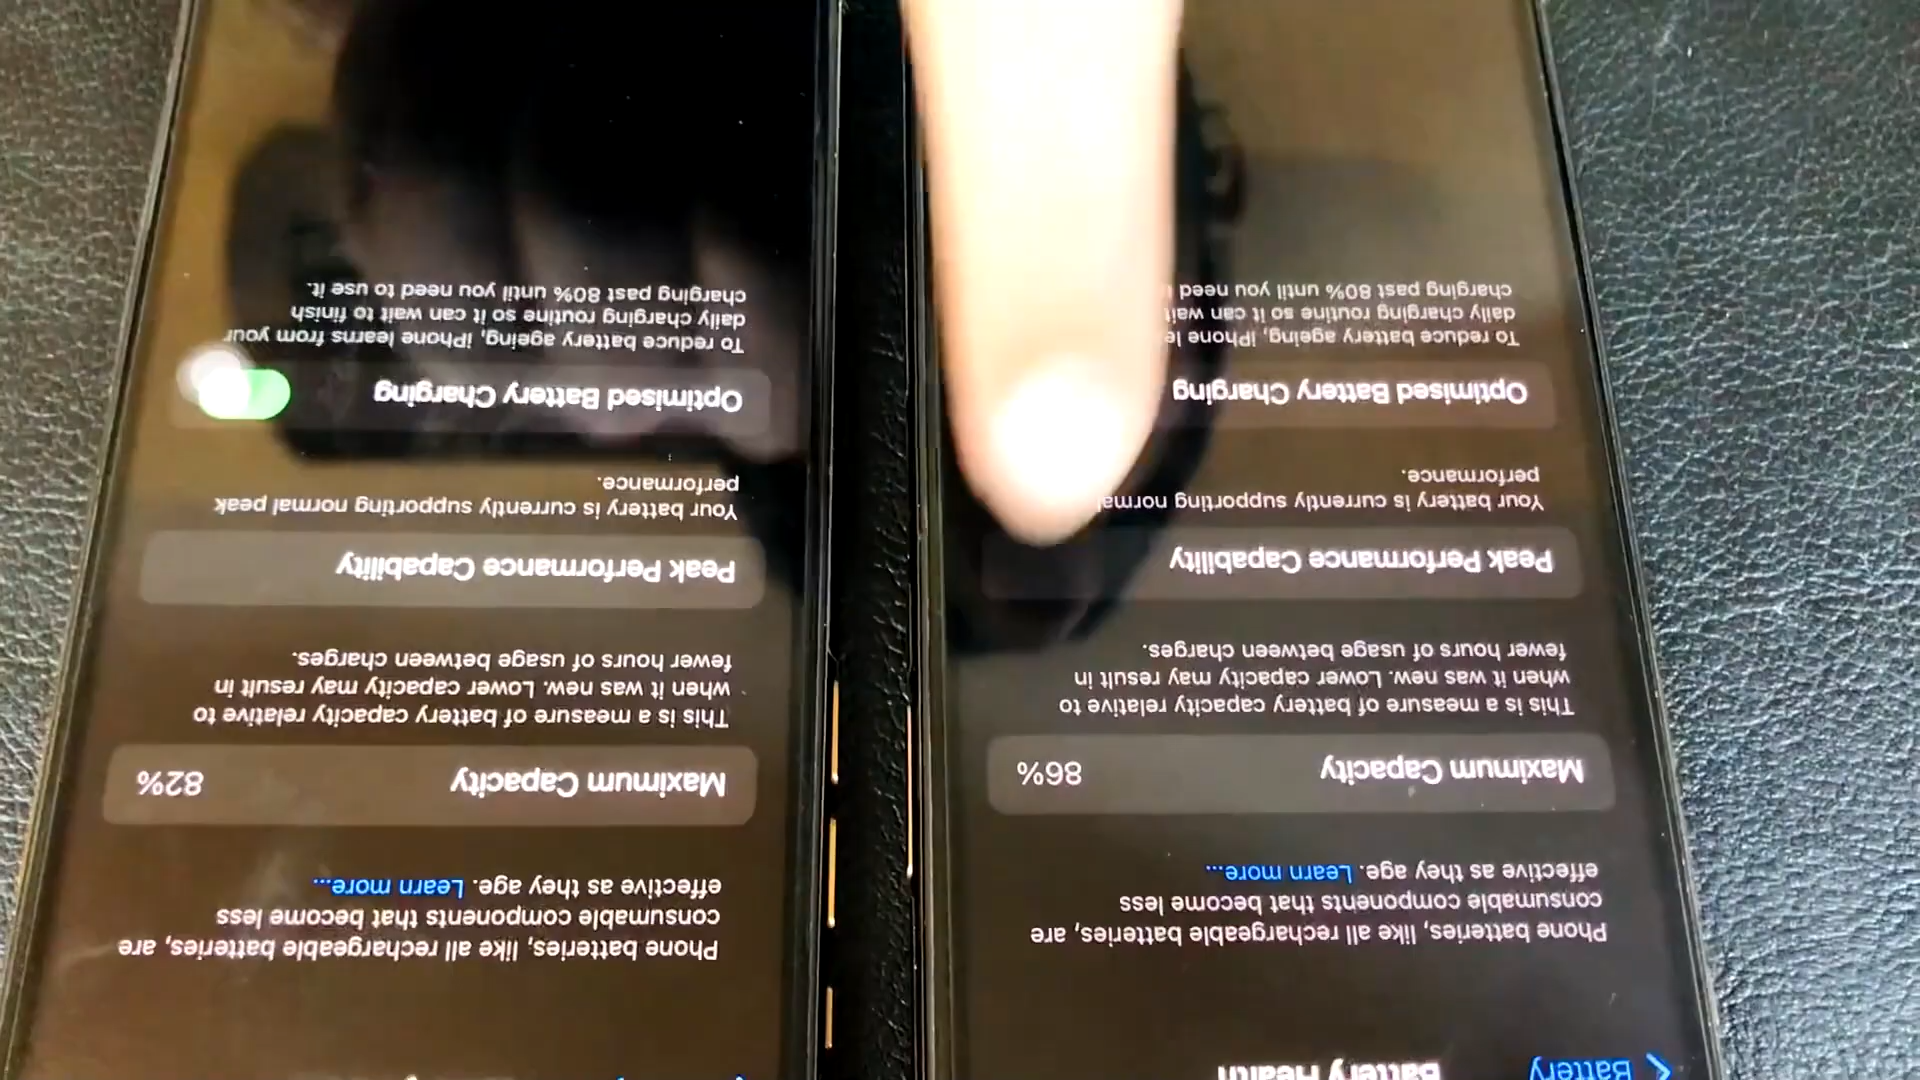 Battery
Battery Health
Phone batteries, like all rechargeable batteries, are
consumable components that become less
effective as they age. Learn more...
Maximum Capacity 86%
This is a measure of battery capacity relative to
when it was new. Lower capacity may result in
fewer hours of usage between charges.
Peak Performance Capability
Your battery is currently supporting normal
performance.
Optimised Battery Charging
To reduce battery ageing, iPhone
daily charging routine so it can wait
charging past 80% until you need
Phone batteries, like all rechargeable batteries, are
consumable components that become less
effective as they age. Learn more...
Maximum Capacity 82%
This is a measure of battery capacity relative to
when it was new. Lower capacity may result in
fewer hours of usage between charges.
Peak Performance Capability
Your battery is currently supporting normal peak
performance.
Optimised Battery Charging
To reduce battery ageing, iPhone learns from your
daily charging routine so it can wait to finish
charging past 80% until you need to use it.